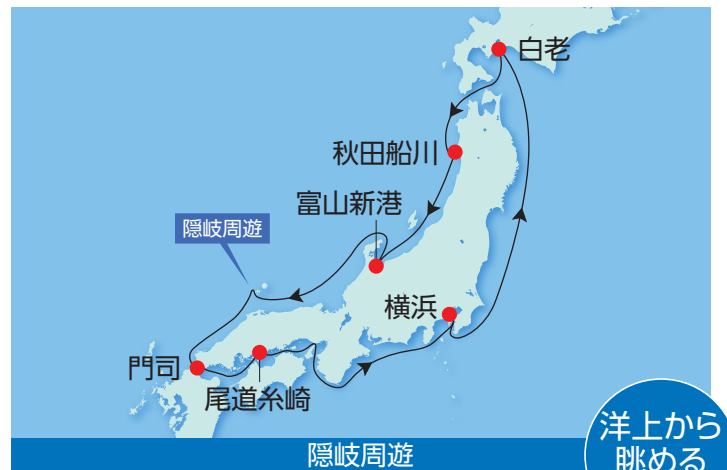 白老
秋田船川
富山新港
隠岐周遊
横浜
門司
尾道糸崎
洋上から
眺める
隠岐周遊